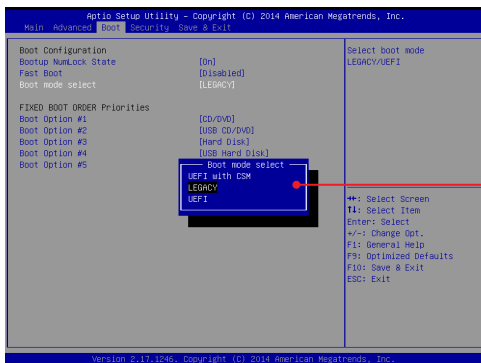 Aptio Setup Utility – Copyright (C) 2014 American Megatrends, Inc.
Main Advanced Boot Security Save & Exit
Boot Configuration
Bootup NumLock State [On]
Fast Boot [Disabled]
Boot mode select [LEGACY]
FIXED BOOT ORDER Priorities
Boot Option #1 [CD/DVD]
Boot Option #2 [USB CD/DVD]
Boot Option #3 [Hard Disk]
Boot Option #4 [USB Hard Disk]
Boot Option #5
Boot mode select
UEFI with CSM
LEGACY
UEFI
Select boot mode
LEGACY/UEFI
→←: Select Screen
↑↓: Select Item
Enter: Select
+/-: Change Opt.
F1: General Help
F9: Optimized Defaults
F10: Save & Exit
ESC: Exit
Version 2.17.1246. Copyright (C) 2014 American Megatrends, Inc.